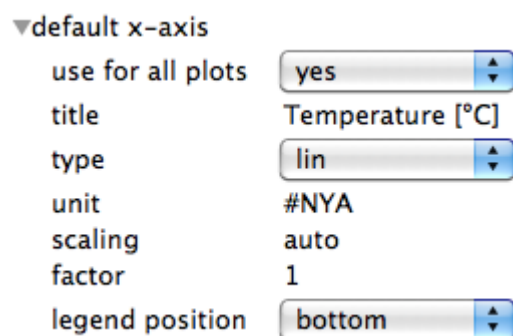 default x-axis
use for all plots yes
title Temperature [°C]
type lin
unit #NYA
scaling auto
factor 1
legend position bottom